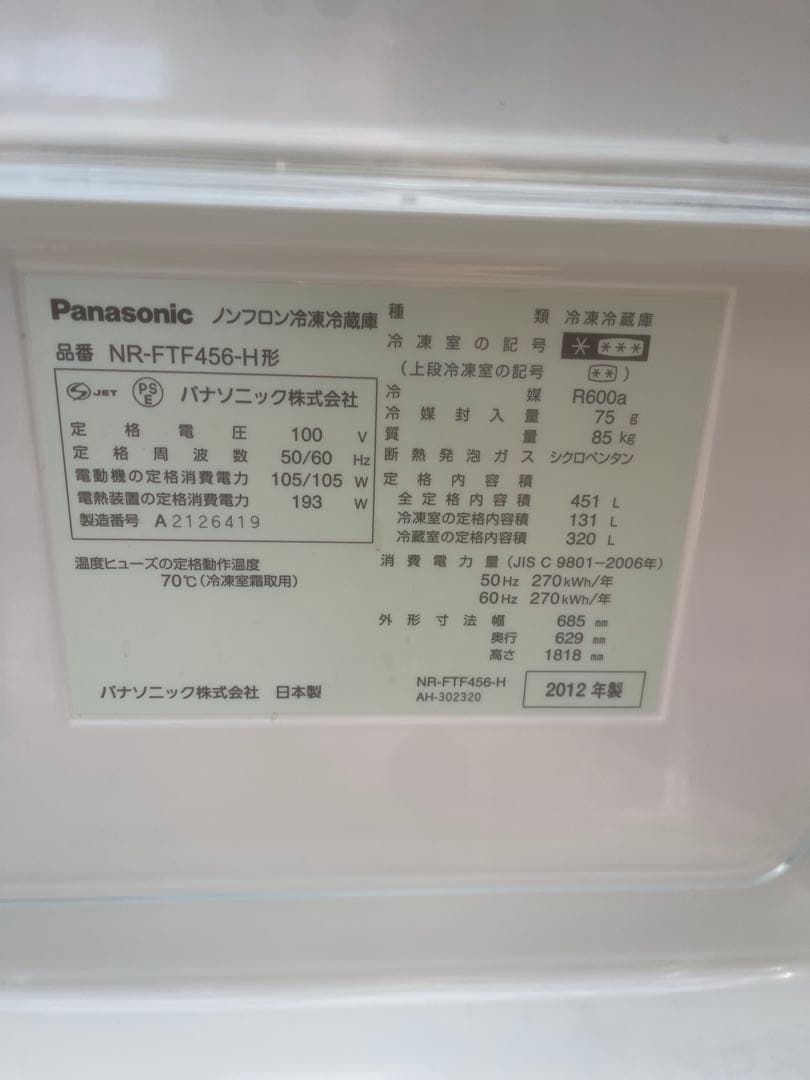 Panasonic ノンフロン冷凍冷蔵庫
品番 NR-FTF456-H形
S JET PS E パナソニック株式会社
定格電圧 100 V
定格周波数 50/60 Hz
電動機の定格消費電力 105/105 W
電熱装置の定格消費電力 193 W
製造番号 A2126419
温度ヒューズの定格動作温度
70℃(冷凍室霜取用)
パナソニック株式会社 日本製
種類 冷凍冷蔵庫
冷凍室の記号 * ***
(上段冷凍室の記号 ** )
冷媒 R600a
冷媒封入量 75 g
質量 85 kg
断熱発泡ガス シクロペンタン
定格内容積
全定格内容積 451 L
冷凍室の定格内容積 131 L
冷蔵室の定格内容積 320 L
消費電力量(JIS C 9801-2006年)
50Hz 270kWh/年
60Hz 270kWh/年
外形寸法 幅 685 mm
奥行 629 mm
高さ 1818 mm
NR-FTF456-H
AH-302320
2012年製